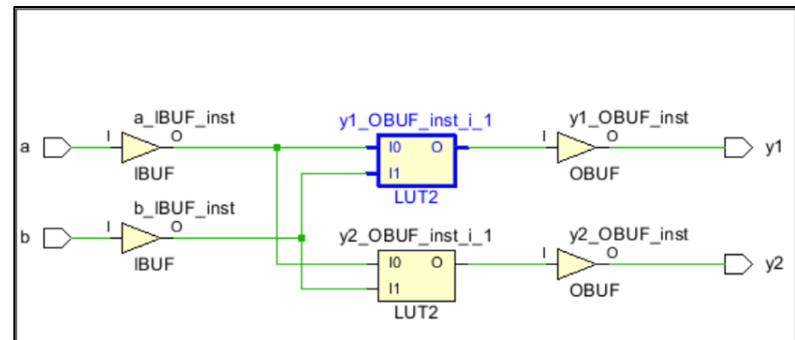 a_IBUF_inst
y1_OBUF_inst_i_1
y1_OBUF_inst
a
I
O
IBUF
I0
O
I1
LUT2
I
O
OBUF
y1
b_IBUF_inst
b
I
O
IBUF
y2_OBUF_inst_i_1
I0
O
I1
LUT2
y2_OBUF_inst
I
O
OBUF
y2